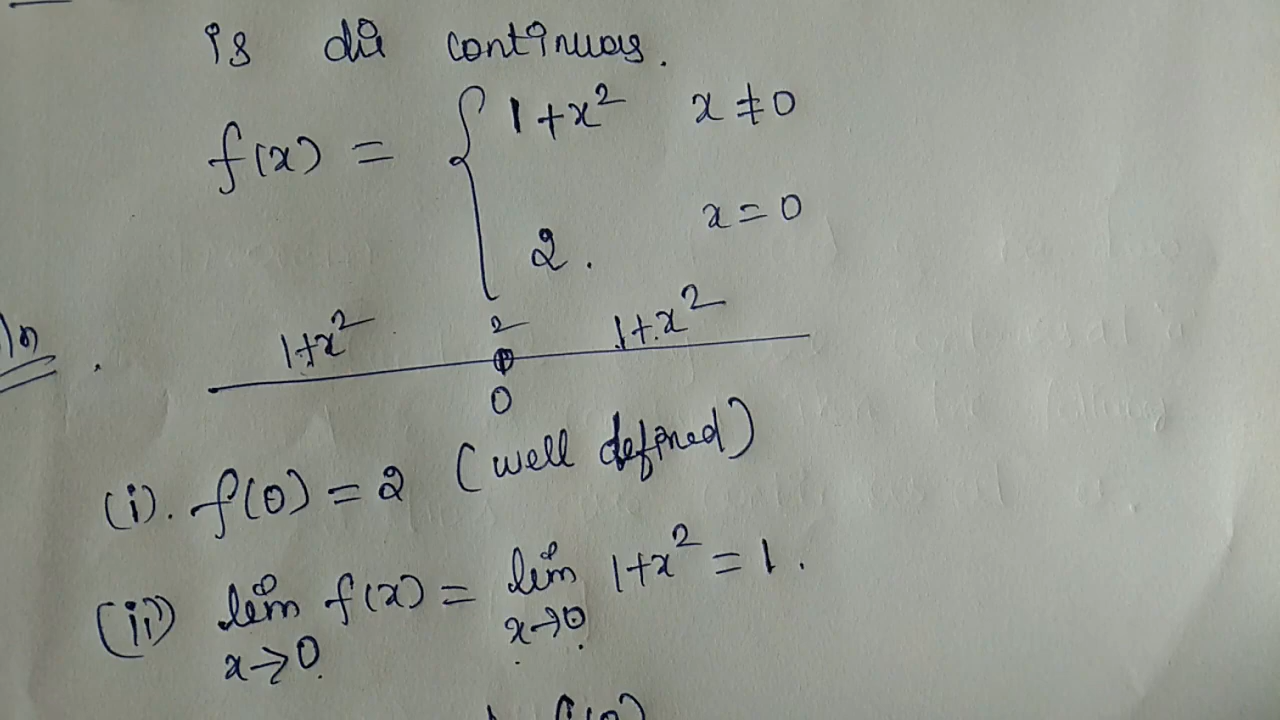 is dis continuous.
f(x) = { 1+x² x≠0
2. x=0
1+x² 2 1+x²
0
(i). f(0) = 2 (well defined)
(ii) lim f(x) = lim 1+x² = 1.
x→0 x→0